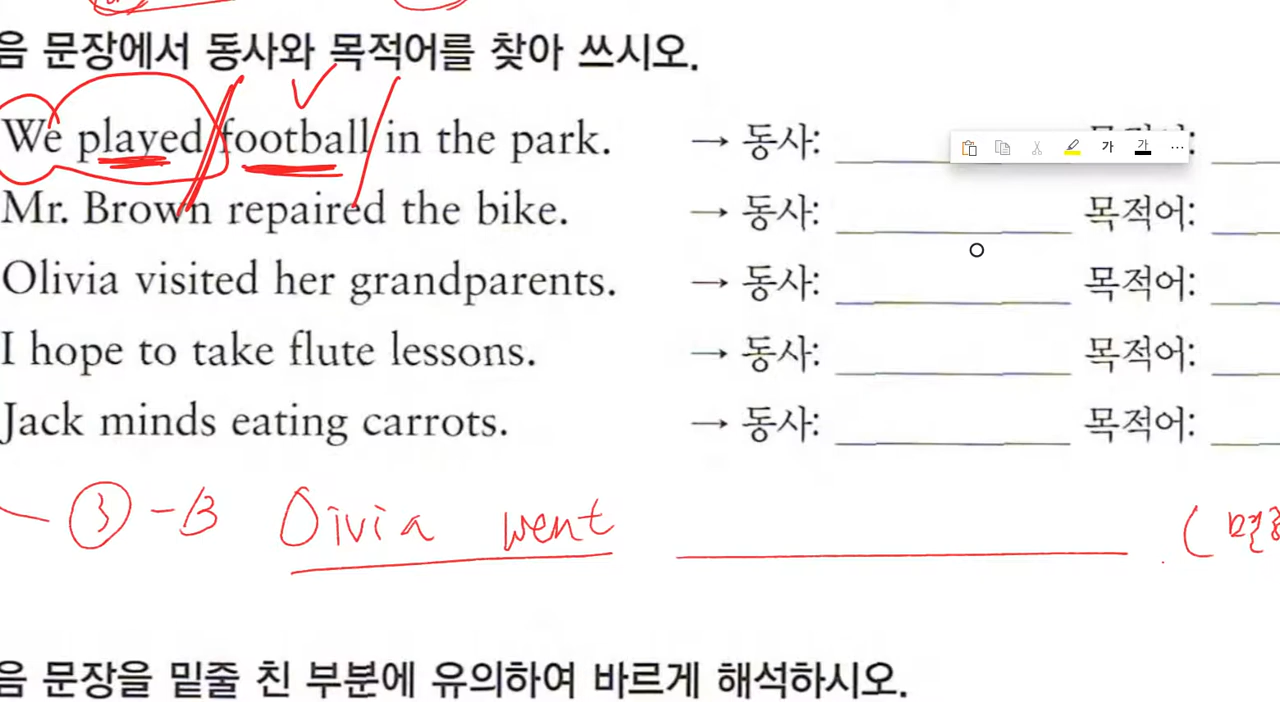 음 문장에서 동사와 목적어를 찾아 쓰시오.
We played football in the park. → 동사:
Mr. Brown repaired the bike. → 동사: 목적어:
Olivia visited her grandparents. → 동사: 목적어:
I hope to take flute lessons. → 동사: 목적어:
Jack minds eating carrots. → 동사: 목적어:
③ -B Oivia went (
음 문장을 밑줄 친 부분에 유의하여 바르게 해석하시오.